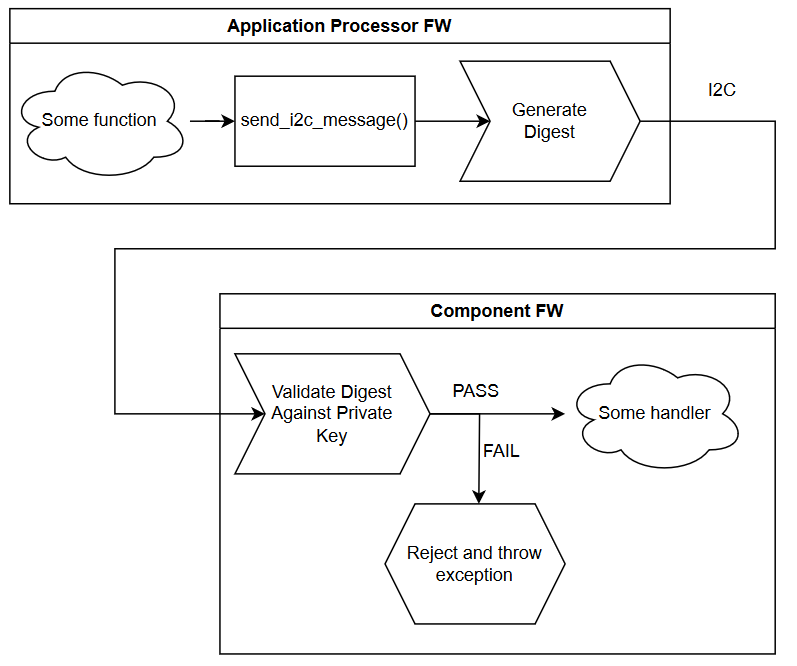 Application Processor FW
Some function
send_i2c_message()
Generate
Digest
I2C
Component FW
Validate Digest
Against Private
Key
PASS
Some handler
FAIL
Reject and throw
exception